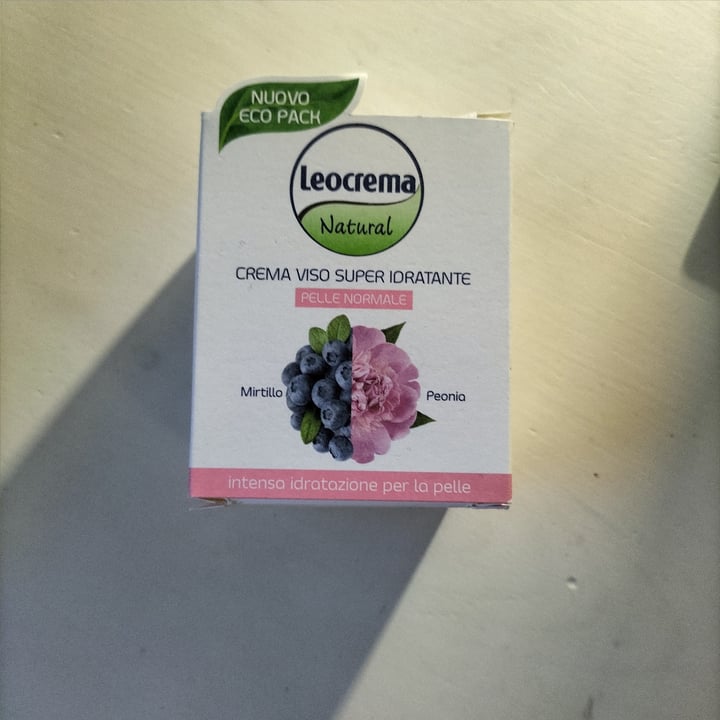 NUOVO
ECO PACK
Leocrema
Natural
CREMA VISO SUPER IDRATANTE
PELLE NORMALE
Mirtillo
Peonia
intensa idratazione per la pelle